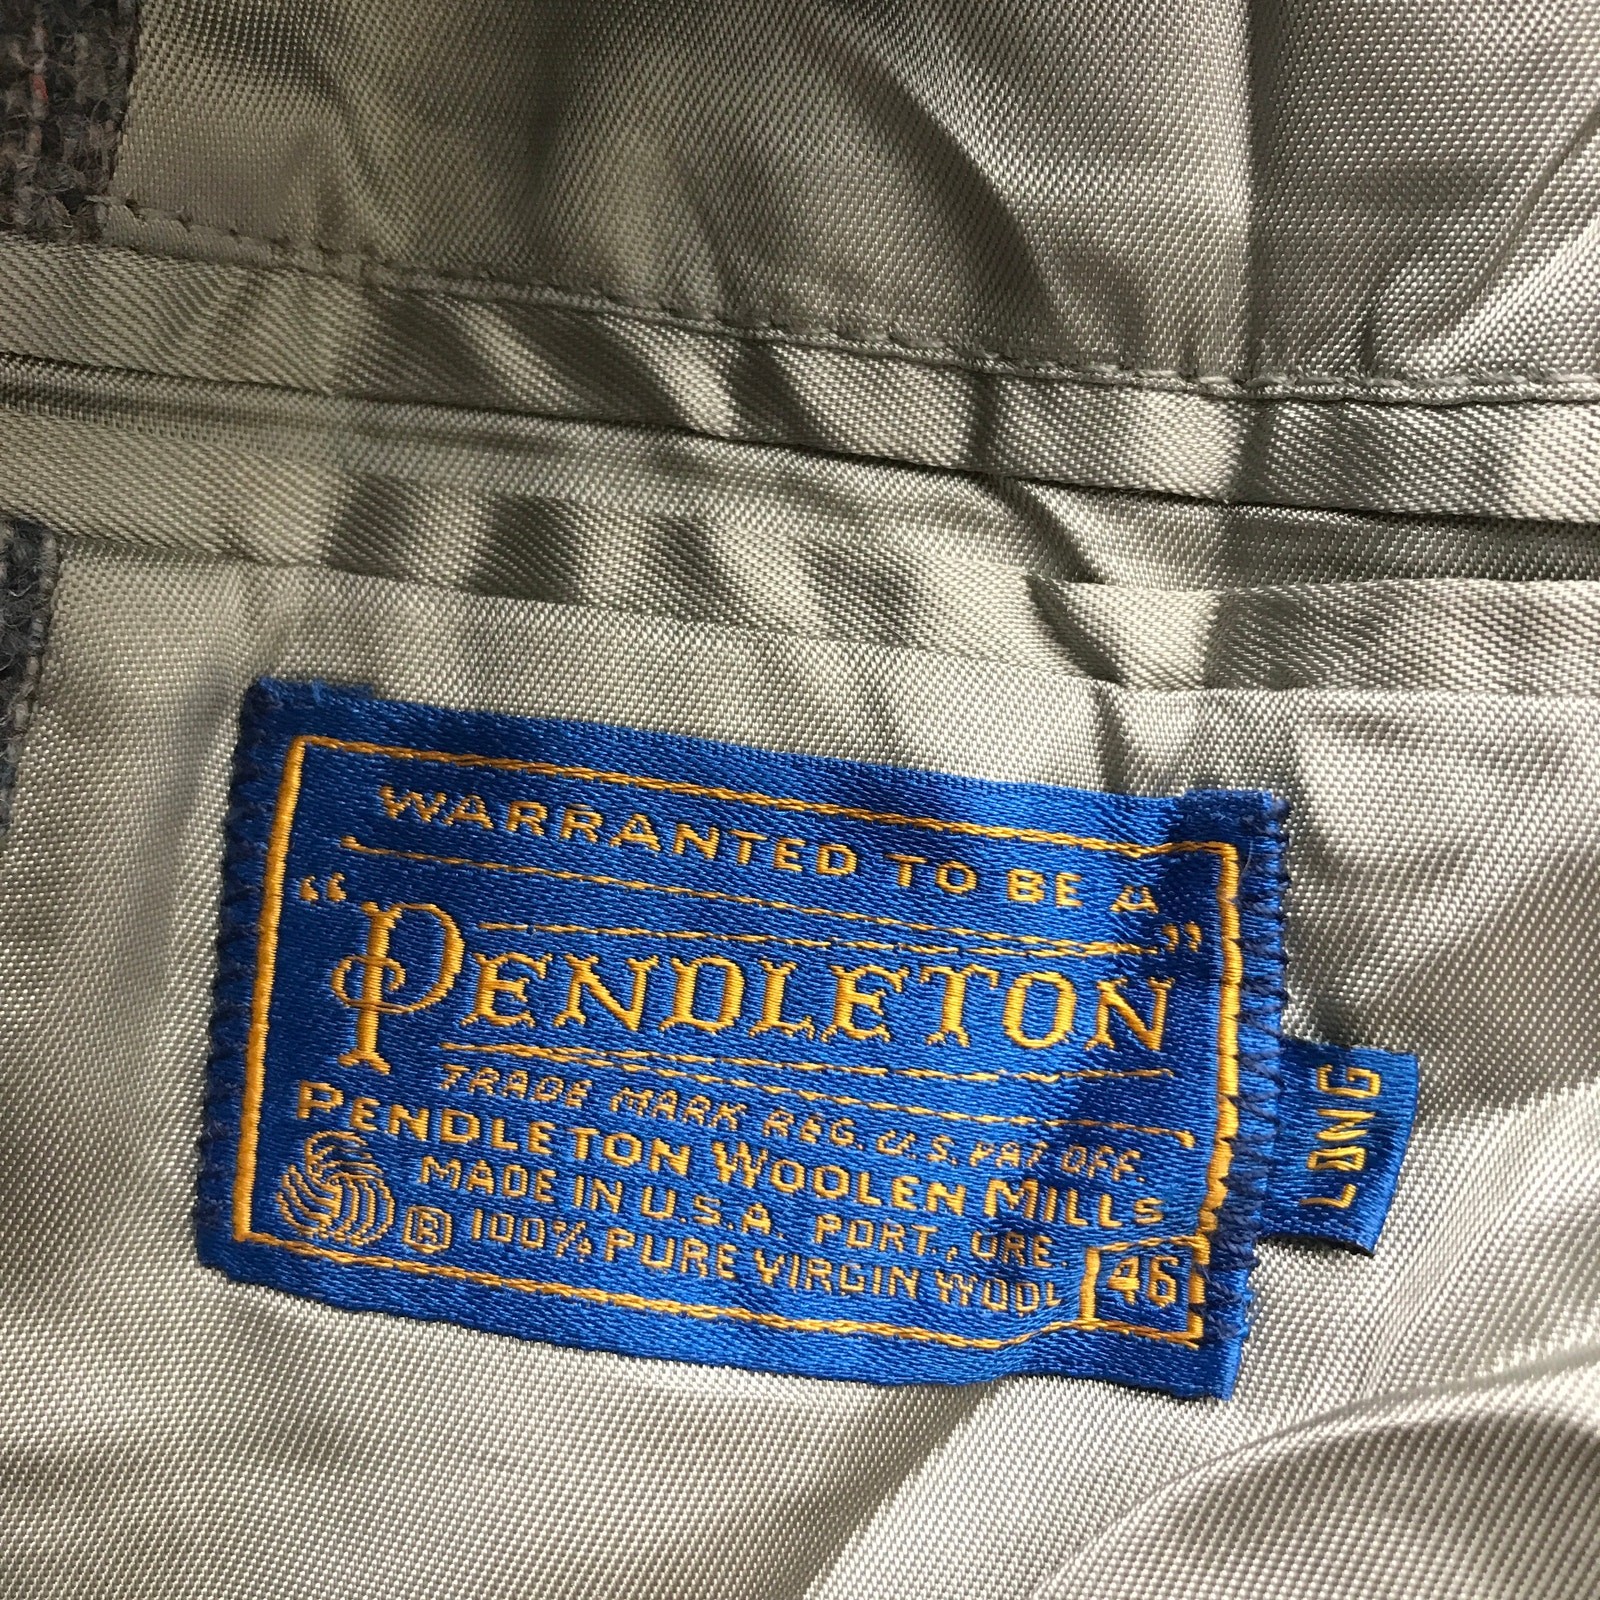 WARRANTED TO BE A
"PENDLETON"
TRADE MARK REG. U.S. PAT OFF.
PENDLETON WOOLEN MILLS
MADE IN U.S.A. PORT., ORE.
® 100% PURE VIRGIN WOOL 46
LONG